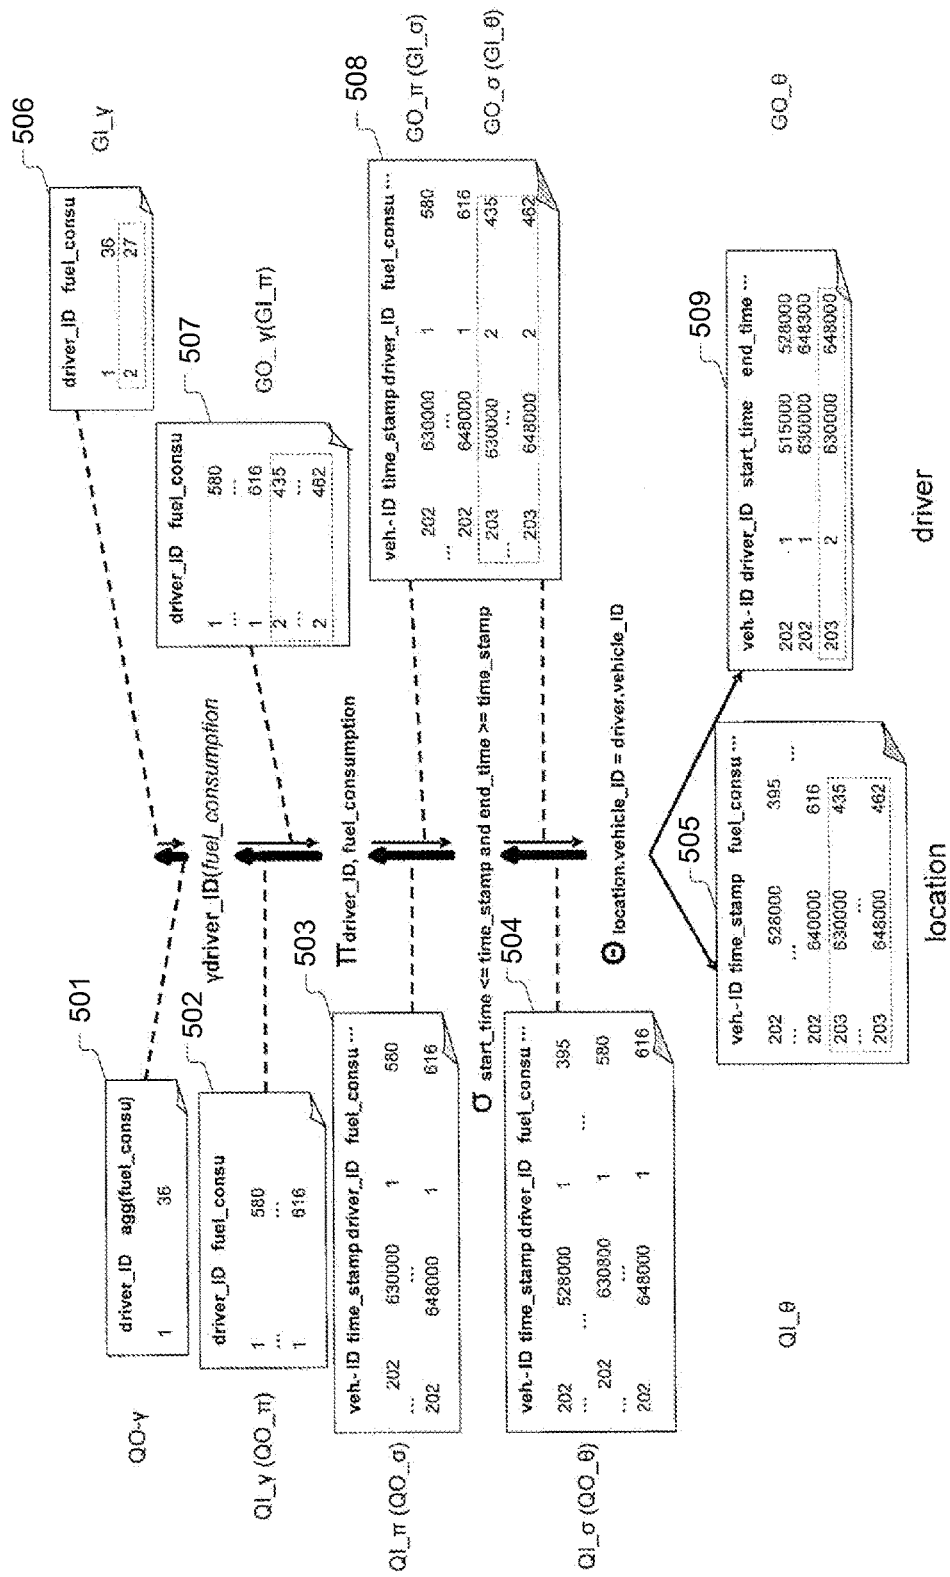 QO-γ
501
driver_ID agg(fuel_consu)
1 36
QI_γ (QO_π)
502
driver_ID fuel_consu
1 580
... ...
1 616
QI_π (QO_σ)
503
veh.-ID time_stamp driver_ID fuel_consu ...
202 630000 1 580
...
202 648000 1 616
QI_σ (QO_θ)
504
veh.-ID time_stamp driver_ID fuel_consu ...
202 528000 1 395
... ... ...
202 630800 1 580
... ...
202 648000 1 616
QI_θ
γdriver_ID(fuel_consumption
π driver_ID, fuel_consumption
σ start_time <= time_stamp and end_time >= time_stamp
Θ location.vehicle_ID = driver.vehicle_ID
505
veh.-ID time_stamp fuel_consu ...
202 528000 395
... ... ...
202 640000 616
203 630000 435
... ...
203 648000 462
location
506
GI_γ
driver_ID fuel_consu
1 36
2 27
507
GO_γ(GI_π)
driver_ID fuel_consu
1 580
... ...
1 616
2 435
... ...
2 462
508
GO_π (GI_σ)
GO_σ (GI_θ)
veh.-ID time_stamp driver_ID fuel_consu ...
202 630000 1 580
... ...
202 648000 1 616
203 630000 2 435
... ...
203 648000 2 462
509
GO_θ
veh.-ID driver_ID start_time end_time ...
202 1 515000 528000
202 1 630000 648300
203 2 630000 648000
driver